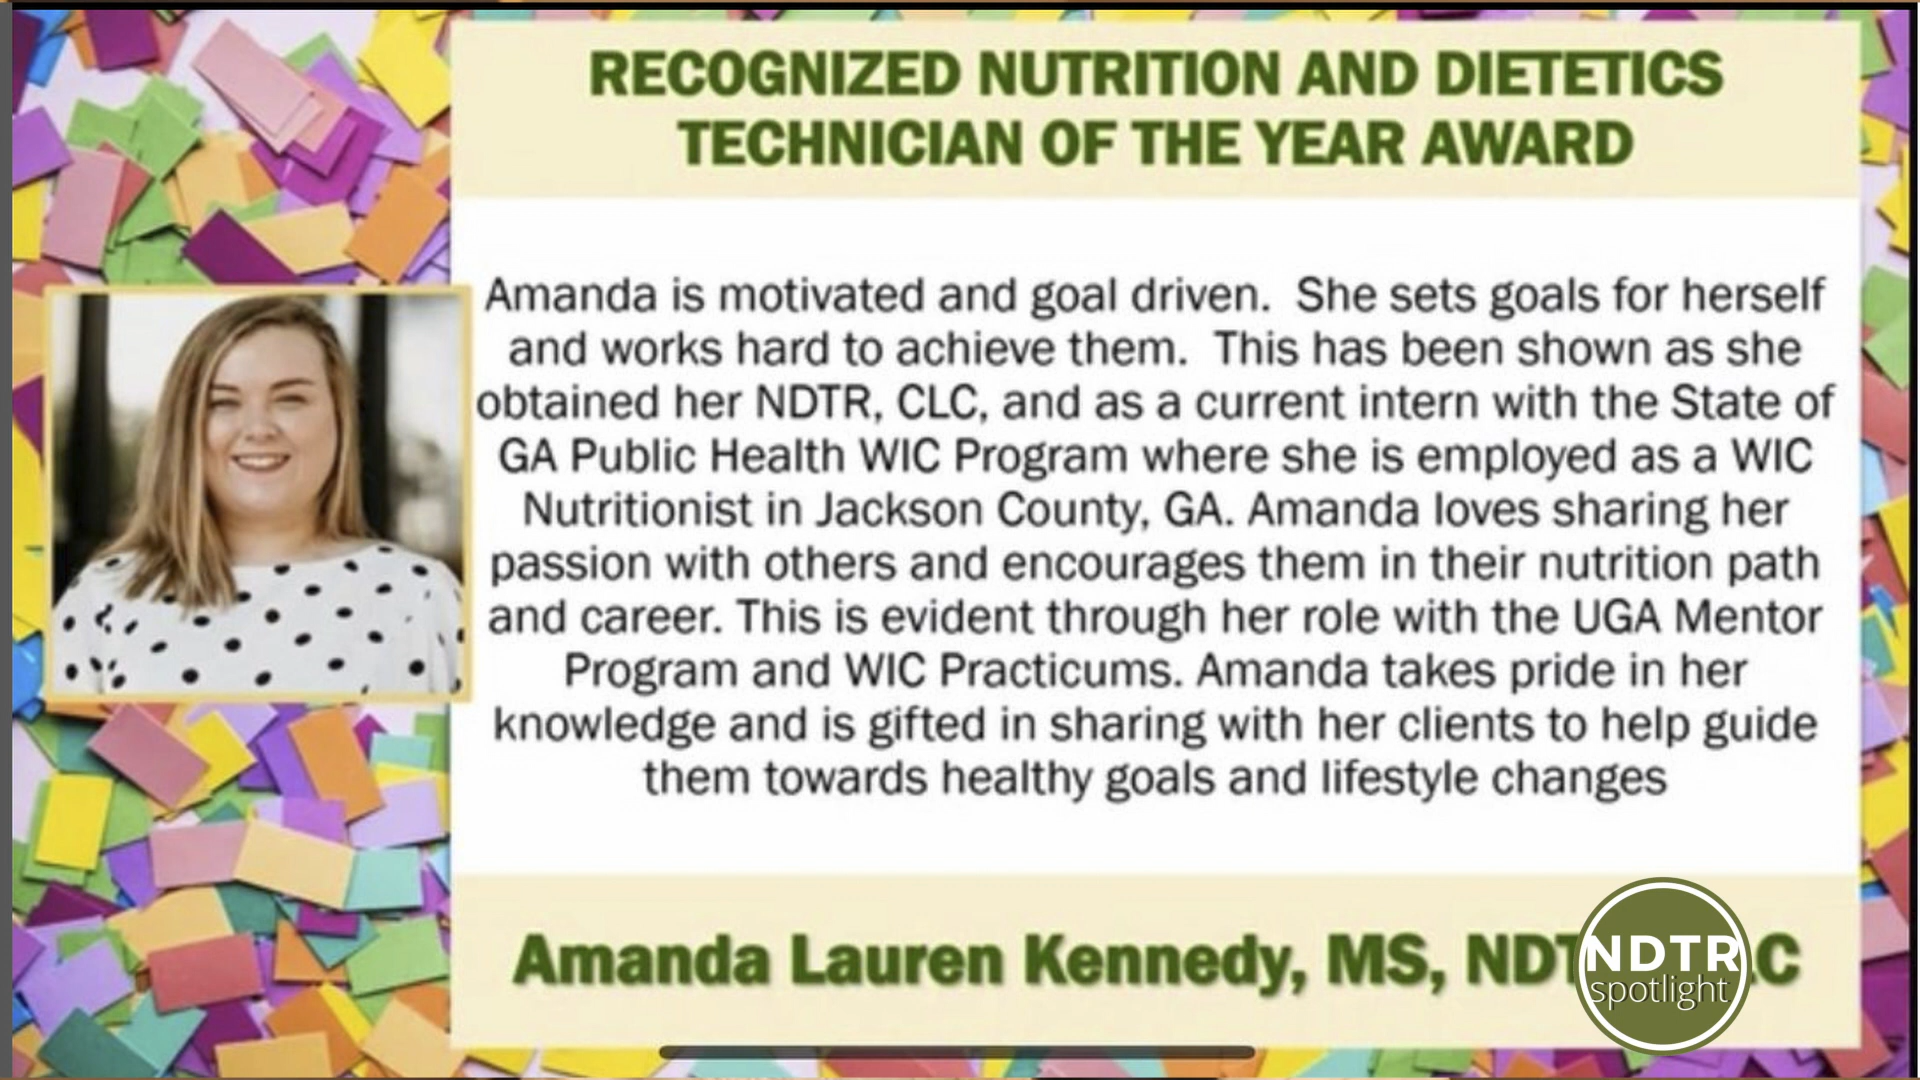 RECOGNIZED NUTRITION AND DIETETICS
TECHNICIAN OF THE YEAR AWARD
Amanda is motivated and goal driven. She sets goals for herself
and works hard to achieve them. This has been shown as she
obtained her NDTR, CLC, and as a current intern with the State of
GA Public Health WIC Program where she is employed as a WIC
Nutritionist in Jackson County, GA. Amanda loves sharing her
passion with others and encourages them in their nutrition path
and career. This is evident through her role with the UGA Mentor
Program and WIC Practicums. Amanda takes pride in her
knowledge and is gifted in sharing with her clients to help guide
them towards healthy goals and lifestyle changes
Amanda Lauren Kennedy, MS,
NDTR
spotlight